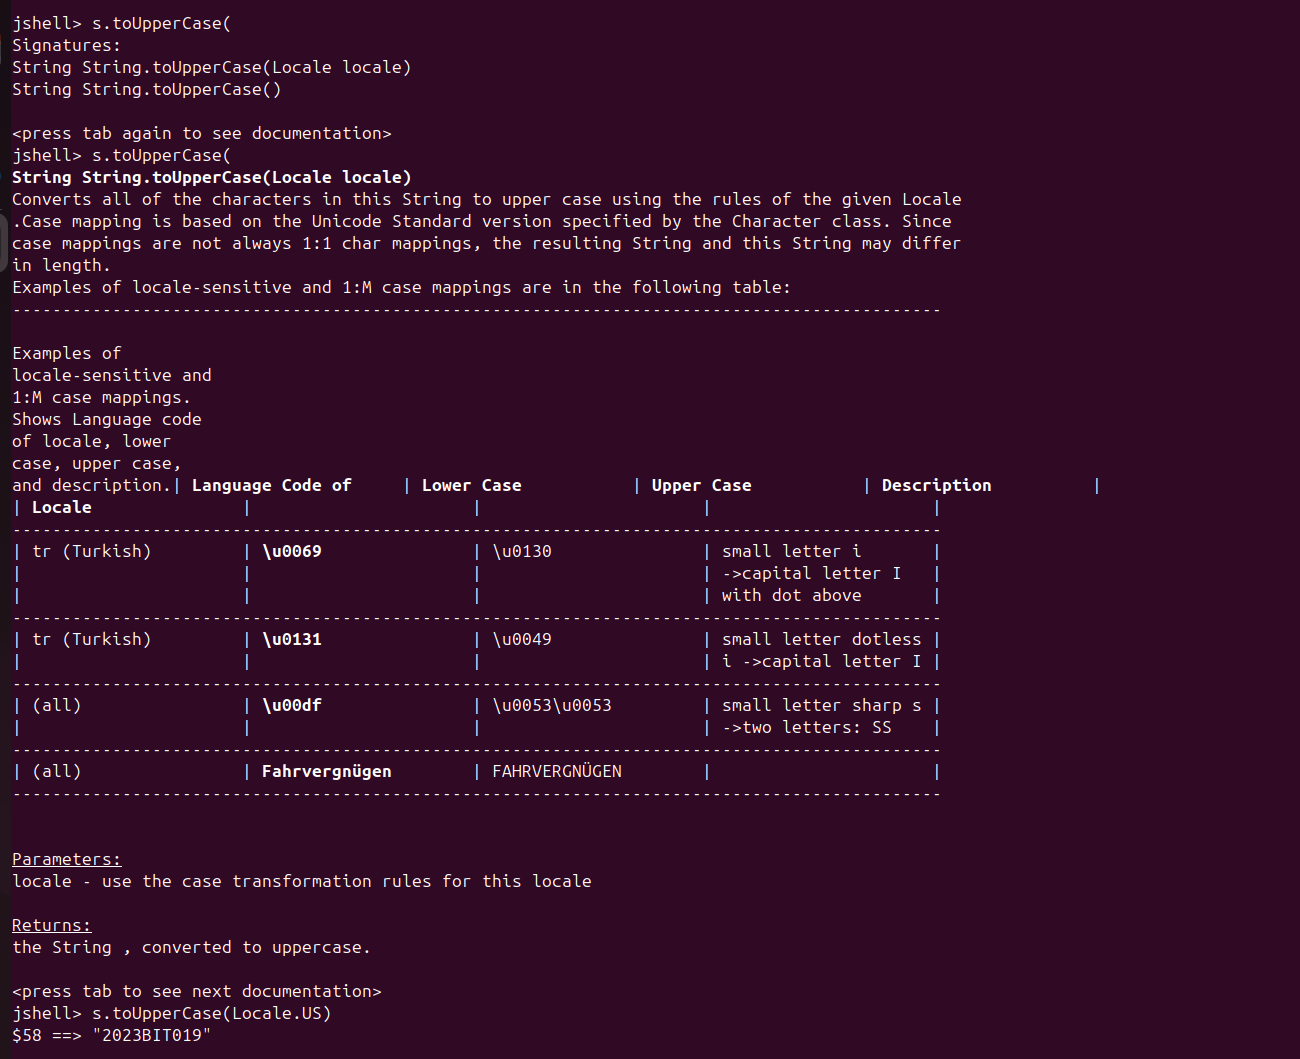 jshell> s.toUpperCase(
Signatures:
String String.toUpperCase(Locale locale)
String String.toUpperCase()
<press tab again to see documentation>
jshell> s.toUpperCase(
String String.toUpperCase(Locale locale)
Converts all of the characters in this String to upper case using the rules of the given Locale
.Case mapping is based on the Unicode Standard version specified by the Character class. Since
case mappings are not always 1:1 char mappings, the resulting String and this String may differ
in length.
Examples of locale-sensitive and 1:M case mappings are in the following table:
---------------------------------------------------------------------------------------------
Examples of
locale-sensitive and
1:M case mappings.
Shows Language code
of locale, lower
case, upper case,
and description.| Language Code of     | Lower Case           | Upper Case           | Description          |
| Locale               |                      |                      |                      |
---------------------------------------------------------------------------------------------
| tr (Turkish)         | \u0069               | \u0130               | small letter i       |
|                      |                      |                      | ->capital letter I   |
|                      |                      |                      | with dot above       |
---------------------------------------------------------------------------------------------
| tr (Turkish)         | \u0131               | \u0049               | small letter dotless |
|                      |                      |                      | i ->capital letter I |
---------------------------------------------------------------------------------------------
| (all)                | \u00df               | \u0053\u0053         | small letter sharp s |
|                      |                      |                      | ->two letters: SS    |
---------------------------------------------------------------------------------------------
| (all)                | Fahrvergnügen        | FAHRVERGNÜGEN        |                      |
---------------------------------------------------------------------------------------------
Parameters:
locale - use the case transformation rules for this locale
Returns:
the String , converted to uppercase.
<press tab to see next documentation>
jshell> s.toUpperCase(Locale.US)
$58 ==> "2023BIT019"